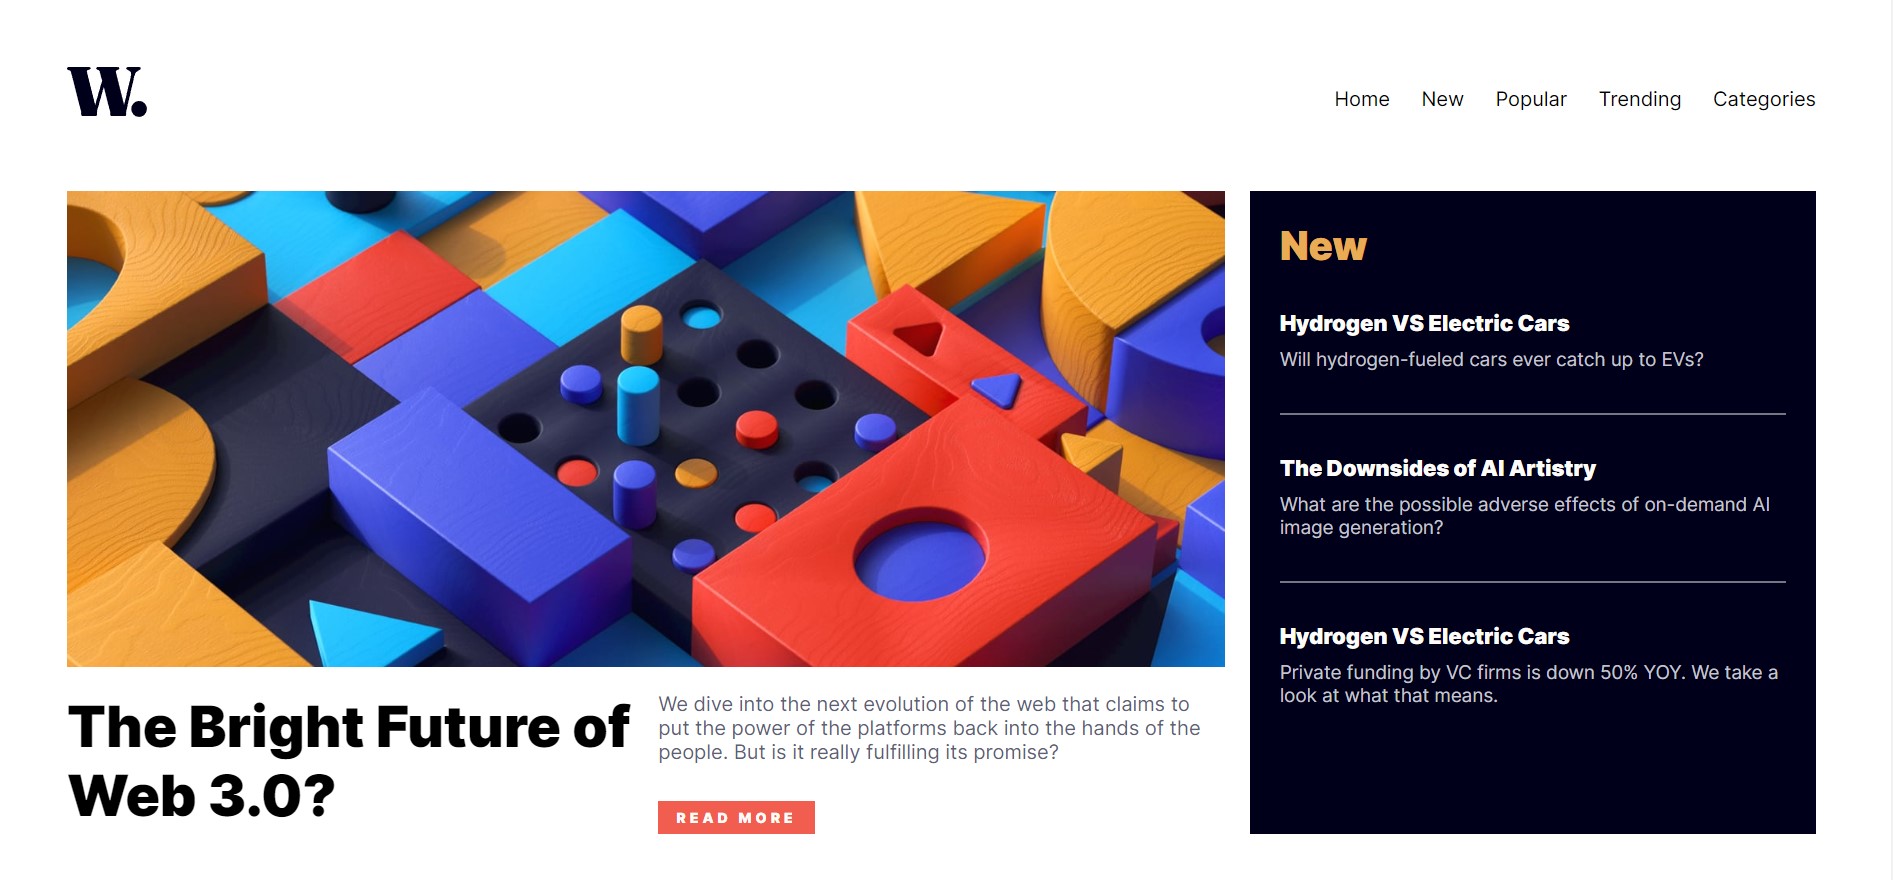 W.
Home New Popular Trending Categories
The Bright Future of
Web 3.0?
We dive into the next evolution of the web that claims to
put the power of the platforms back into the hands of the
people. But is it really fulfilling its promise?
READ MORE
New
Hydrogen VS Electric Cars
Will hydrogen-fueled cars ever catch up to EVs?
The Downsides of AI Artistry
What are the possible adverse effects of on-demand AI
image generation?
Hydrogen VS Electric Cars
Private funding by VC firms is down 50% YOY. We take a
look at what that means.